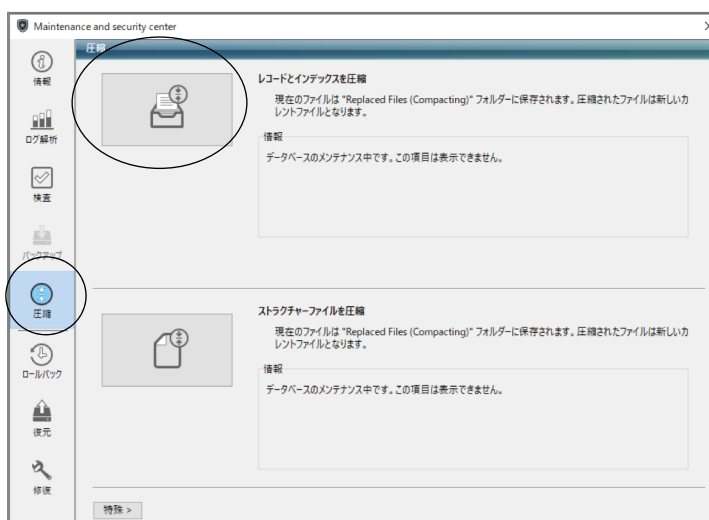 Maintenance and security center
圧縮
情報
ログ解析
検査
バックアップ
圧縮
ロールバック
復元
修復
レコードとインデックスを圧縮
現在のファイルは "Replaced Files (Compacting)" フォルダーに保存されます。圧縮されたファイルは新しいカ
レントファイルとなります。
情報
データベースのメンテナンス中です。この項目は表示できません。
ストラクチャーファイルを圧縮
現在のファイルは "Replaced Files (Compacting)" フォルダーに保存されます。圧縮されたファイルは新しいカ
レントファイルとなります。
情報
データベースのメンテナンス中です。この項目は表示できません。
特殊 >